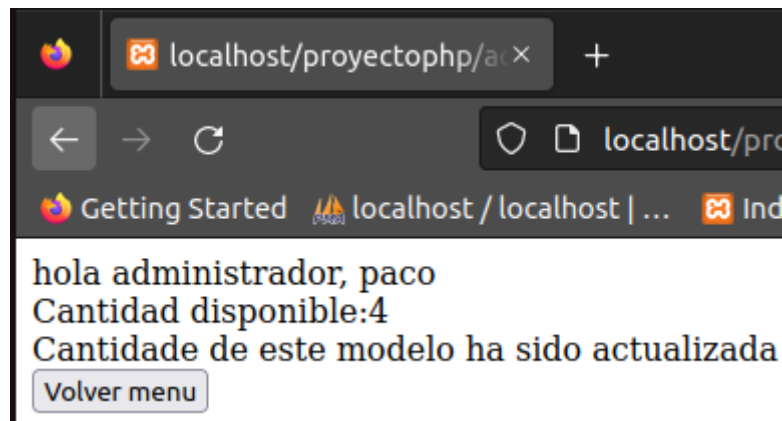 localhost/proyectophp/a
localhost/pro
Getting Started localhost / localhost | ... Ind
hola administrador, paco
Cantidad disponible:4
Cantidade de este modelo ha sido actualizada
Volver menu